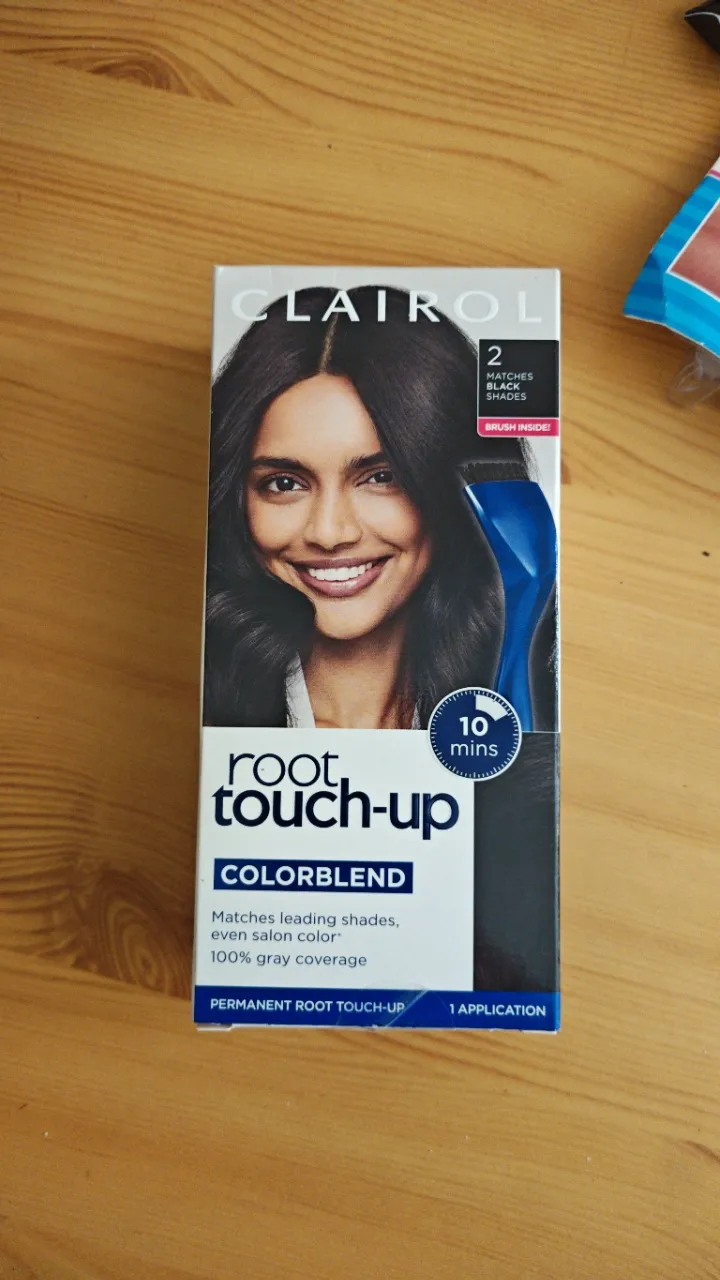 CLAIROL
2
MATCHES
BLACK
SHADES
BRUSH INSIDE!
10
mins
root
touch-up
COLORBLEND
Matches leading shades,
even salon color*
100% gray coverage
PERMANENT ROOT TOUCH-UP
1 APPLICATION